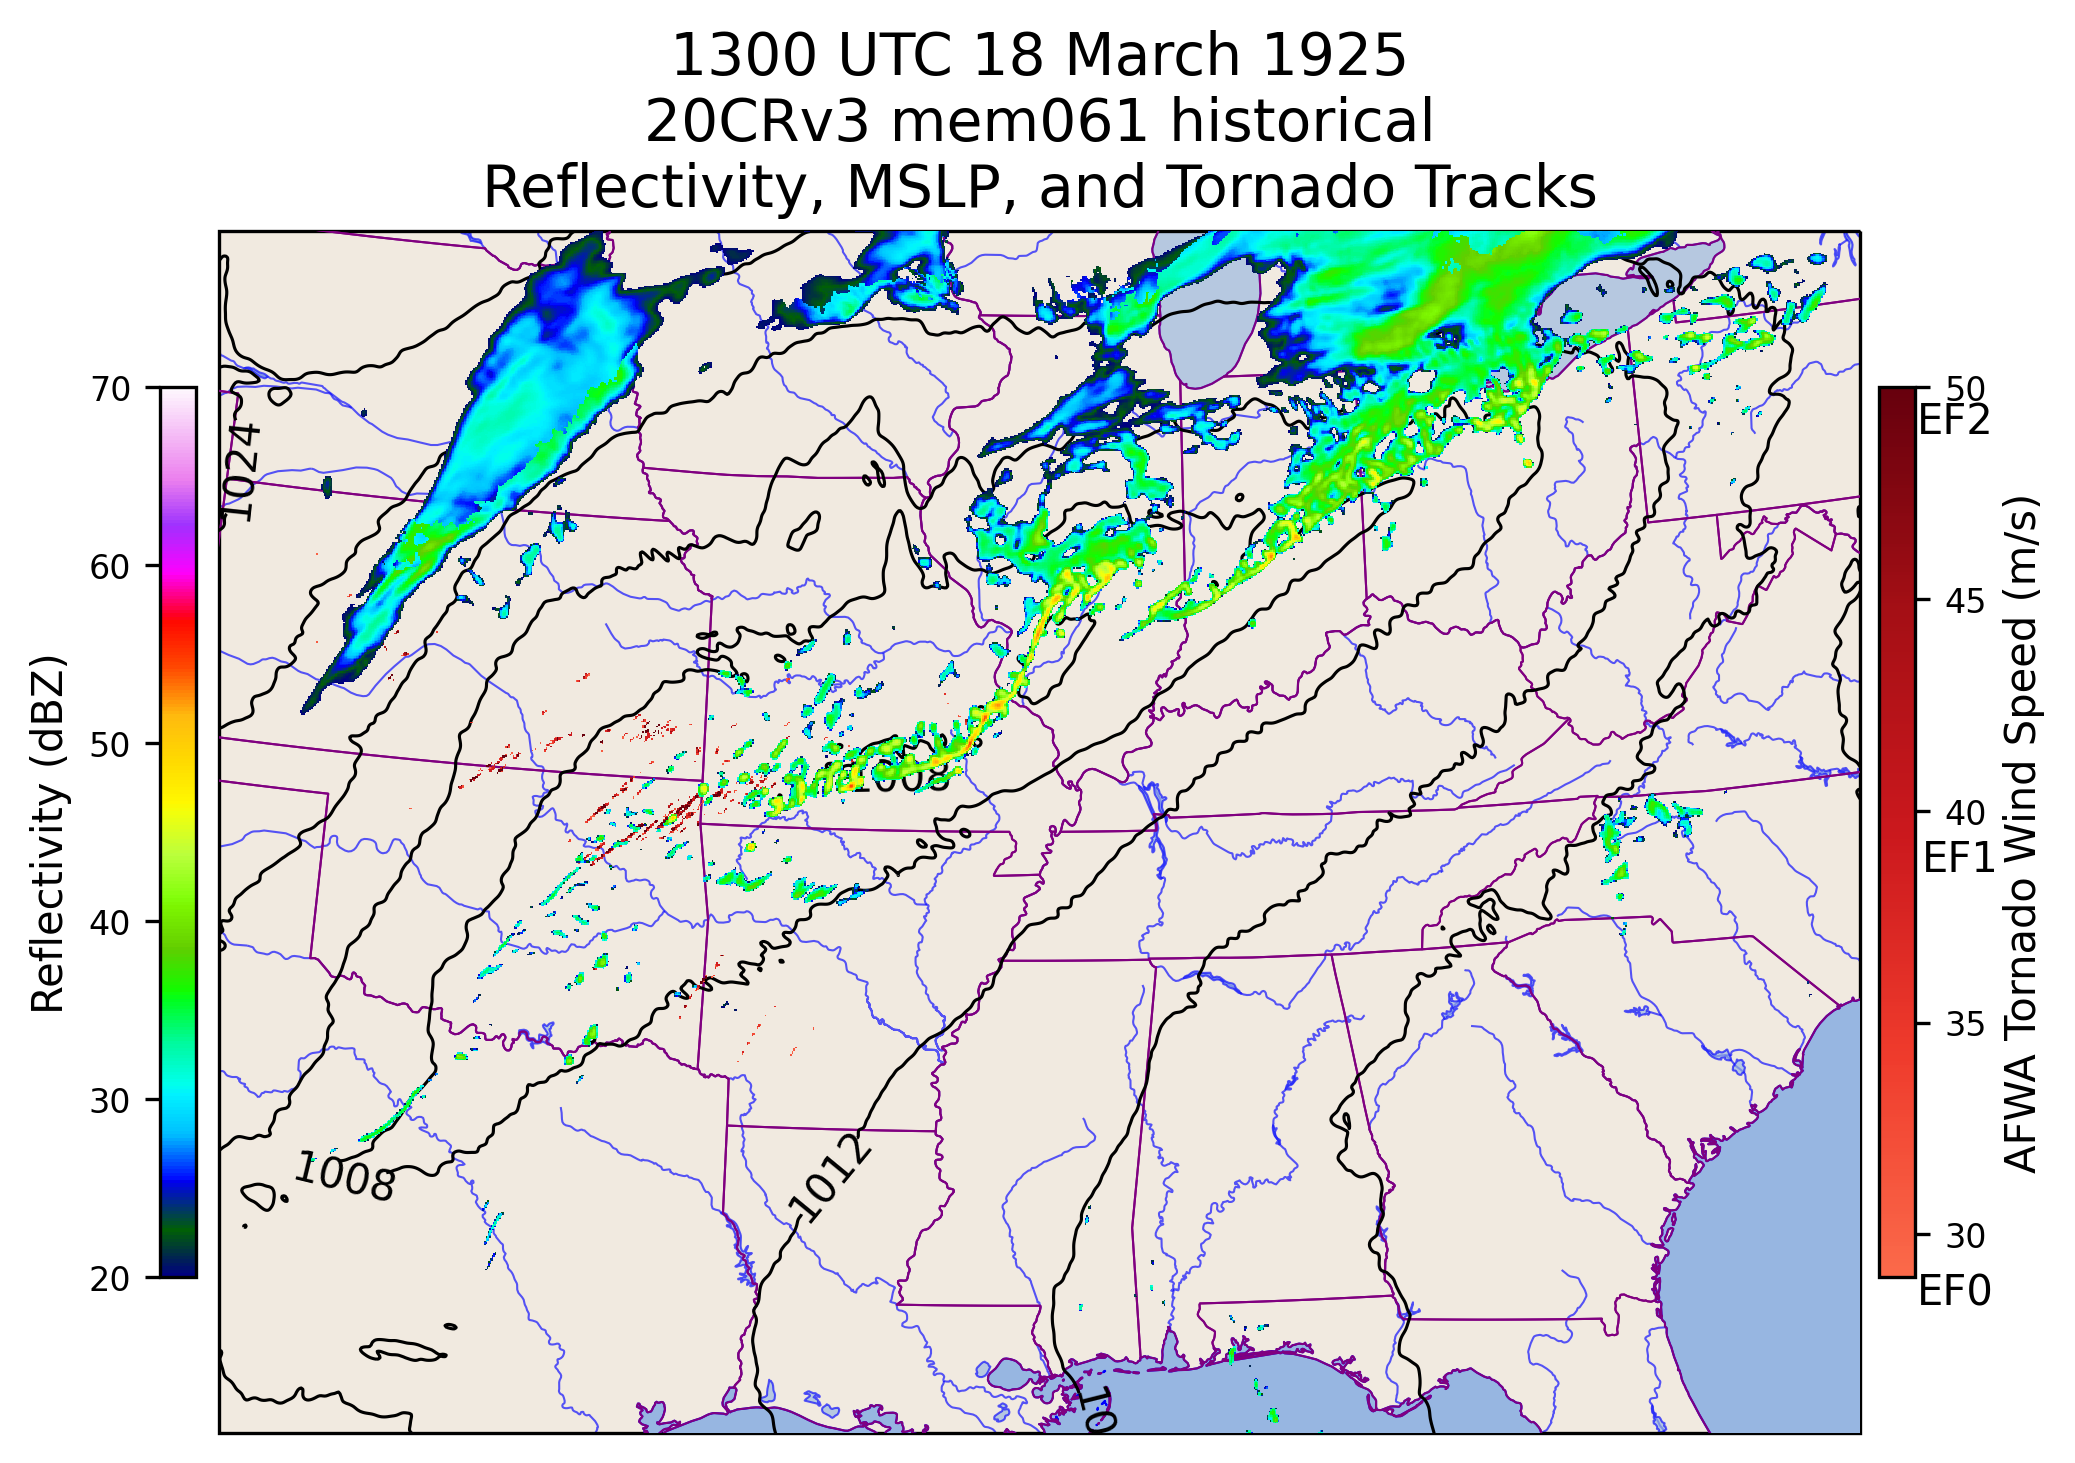 1300 UTC 18 March 1925
20CRv3 mem061 historical
Reflectivity, MSLP, and Tornado Tracks
Reflectivity (dBZ)
70
60
50
40
30
20
1024
1008
1008
1012
10
50
EF2
45
40
EF1
35
30
EF0
AFWA Tornado Wind Speed (m/s)